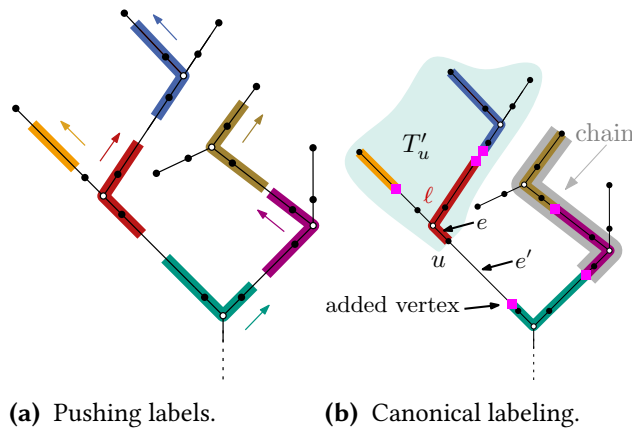 T′ᵤ
chain
ℓ
e
u
e′
added vertex
(a) Pushing labels.
(b) Canonical labeling.